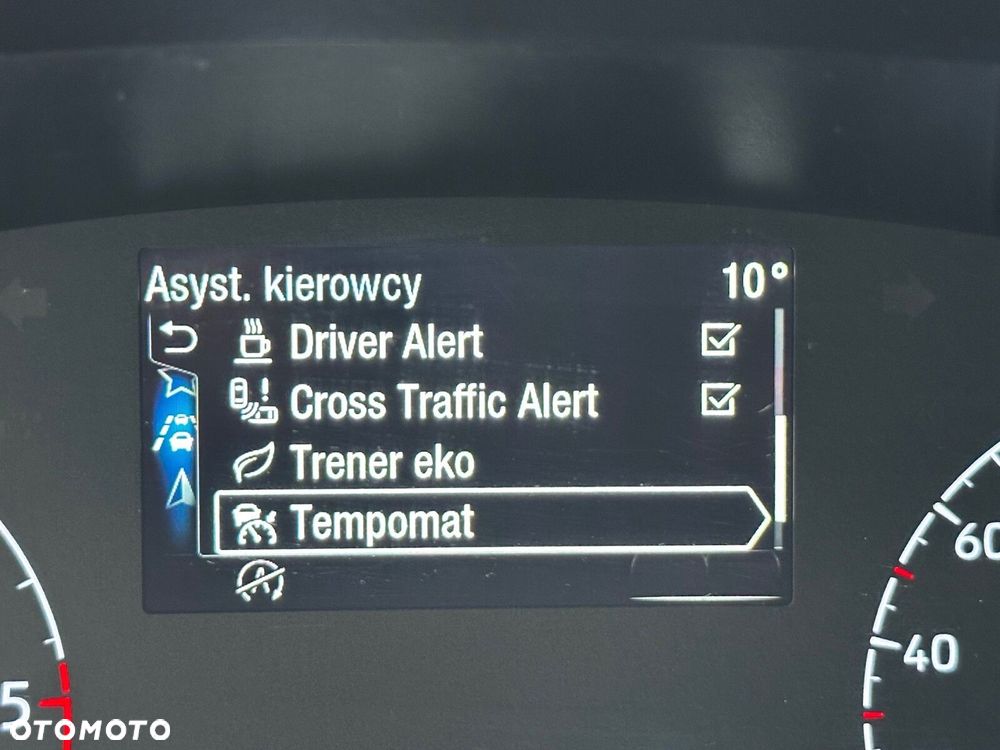 Asyst. kierowcy 10°
Driver Alert
Cross Traffic Alert
Trener eko
Tempomat
60
40
5
OTOMOTO